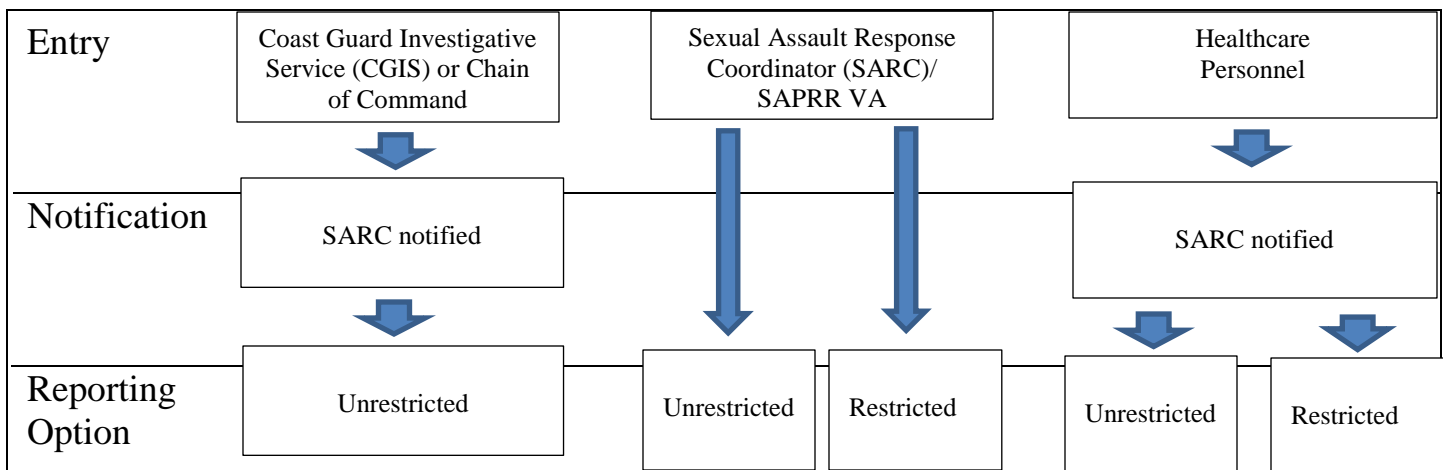 Entry
Coast Guard Investigative
Service (CGIS) or Chain
of Command
Sexual Assault Response
Coordinator (SARC)/
SAPRR VA
Healthcare
Personnel
Notification
SARC notified
SARC notified
Reporting
Option
Unrestricted
Unrestricted
Restricted
Unrestricted
Restricted